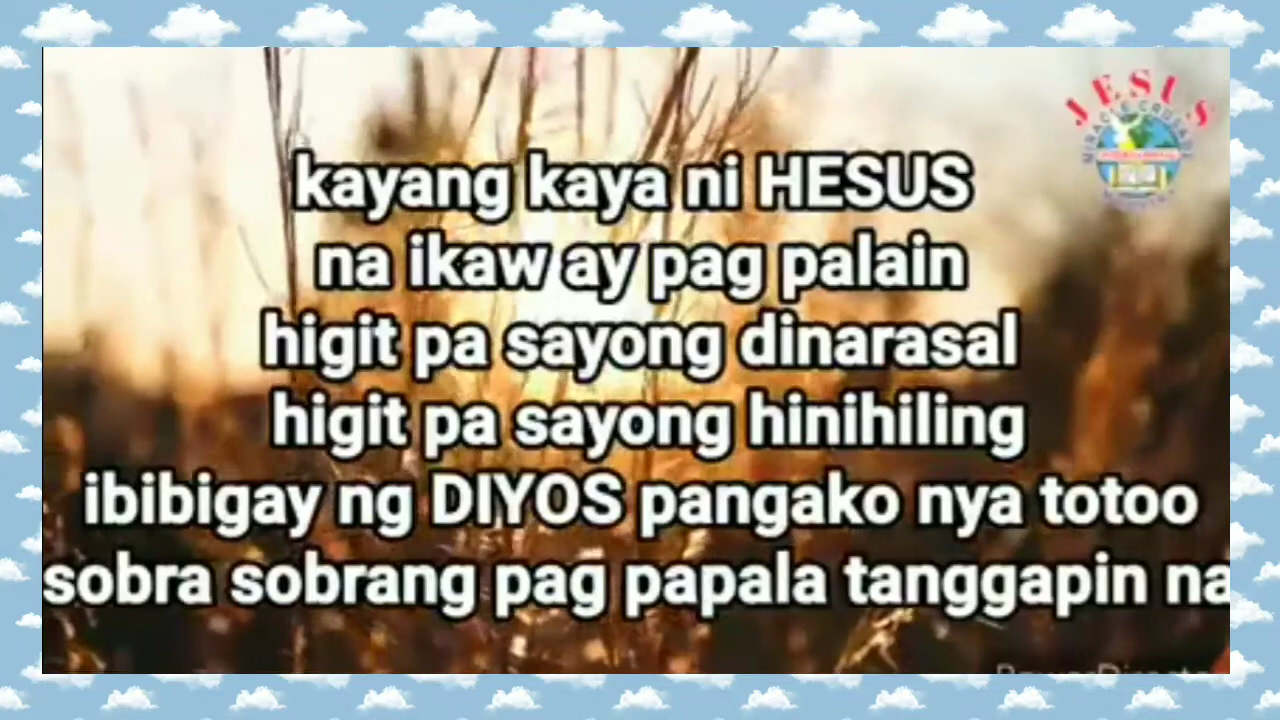 JESUS
kayang kaya ni HESUS
na ikaw ay pag palain
higit pa sayong dinarasal
higit pa sayong hinihiling
ibibigay ng DIYOS pangako nya totoo
sobra sobrang pag papala tanggapin na